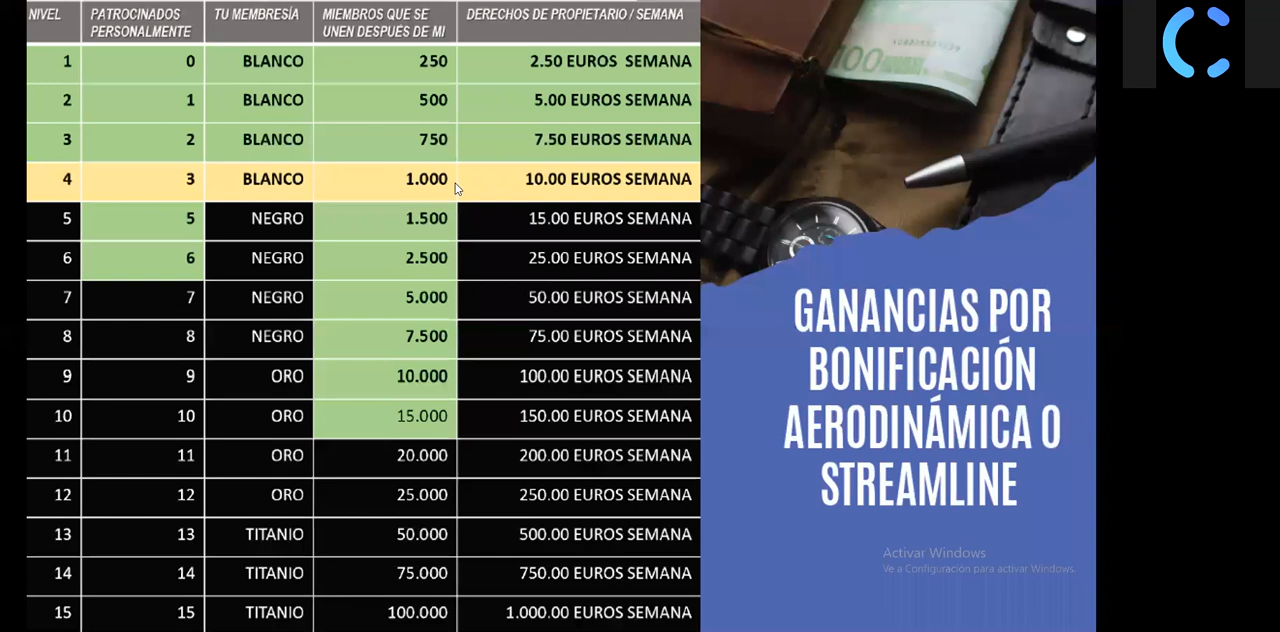 NIVEL PATROCINADOS PERSONALMENTE TU MEMBRESÍA MIEMBROS QUE SE UNEN DESPUÉS DE MI DERECHOS DE PROPIETARIO / SEMANA
1 0 BLANCO 250 2.50 EUROS SEMANA
2 1 BLANCO 500 5.00 EUROS SEMANA
3 2 BLANCO 750 7.50 EUROS SEMANA
4 3 BLANCO 1.000 10.00 EUROS SEMANA
5 5 NEGRO 1.500 15.00 EUROS SEMANA
6 6 NEGRO 2.500 25.00 EUROS SEMANA
7 7 NEGRO 5.000 50.00 EUROS SEMANA
8 8 NEGRO 7.500 75.00 EUROS SEMANA
9 9 ORO 10.000 100.00 EUROS SEMANA
10 10 ORO 15.000 150.00 EUROS SEMANA
11 11 ORO 20.000 200.00 EUROS SEMANA
12 12 ORO 25.000 250.00 EUROS SEMANA
13 13 TITANIO 50.000 500.00 EUROS SEMANA
14 14 TITANIO 75.000 750.00 EUROS SEMANA
15 15 TITANIO 100.000 1.000.00 EUROS SEMANA
100
GANANCIAS POR
BONIFICACIÓN
AERODINÁMICA O
STREAMLINE
Activar Windows
Ve a Configuración para activar Windows.